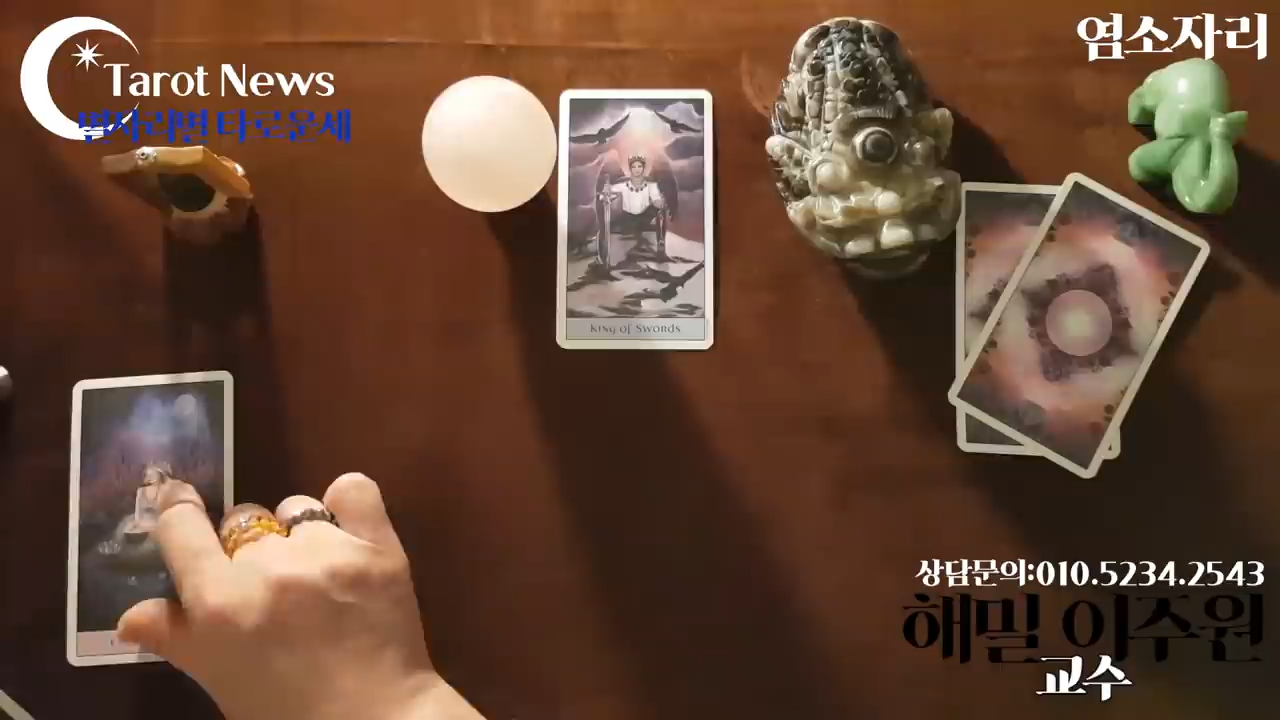 Tarot News
별자리별 타로운세
염소자리
King of Swords
상담문의:010.5234.2543
해밀 이주원
교수